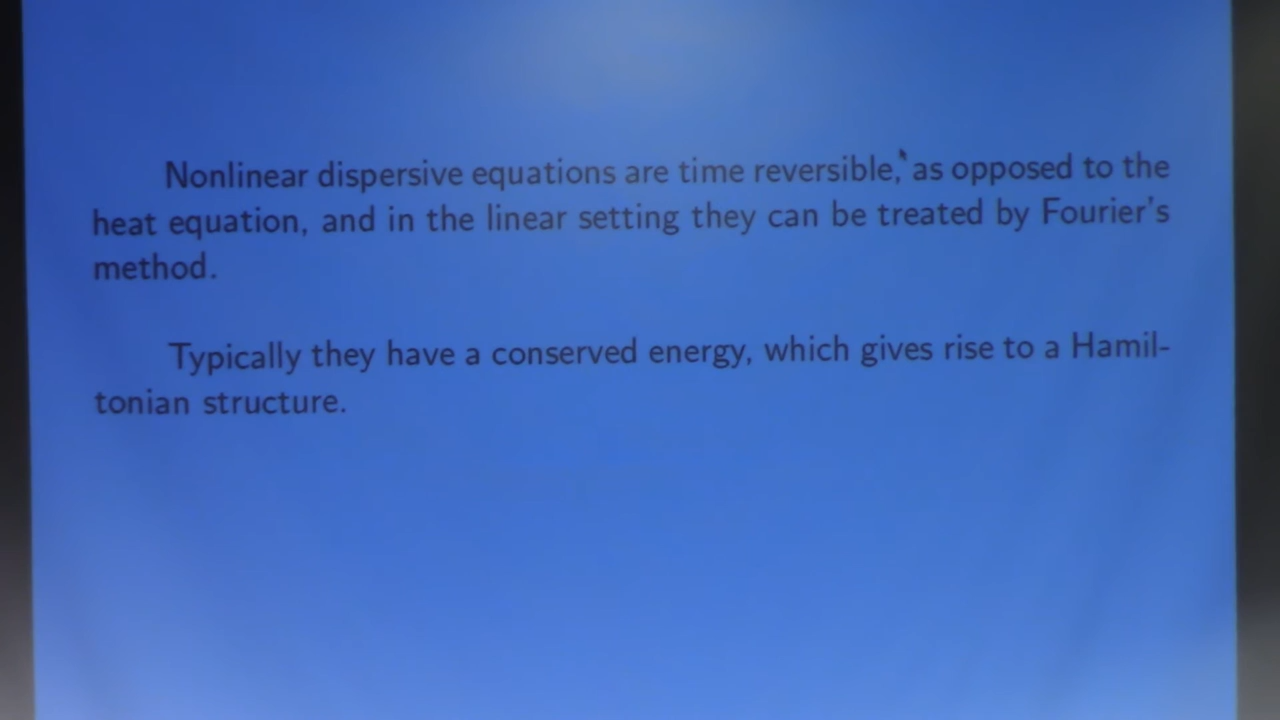 Nonlinear dispersive equations are time reversible, as opposed to the
heat equation, and in the linear setting they can be treated by Fourier's
method.
Typically they have a conserved energy, which gives rise to a Hamil-
tonian structure.